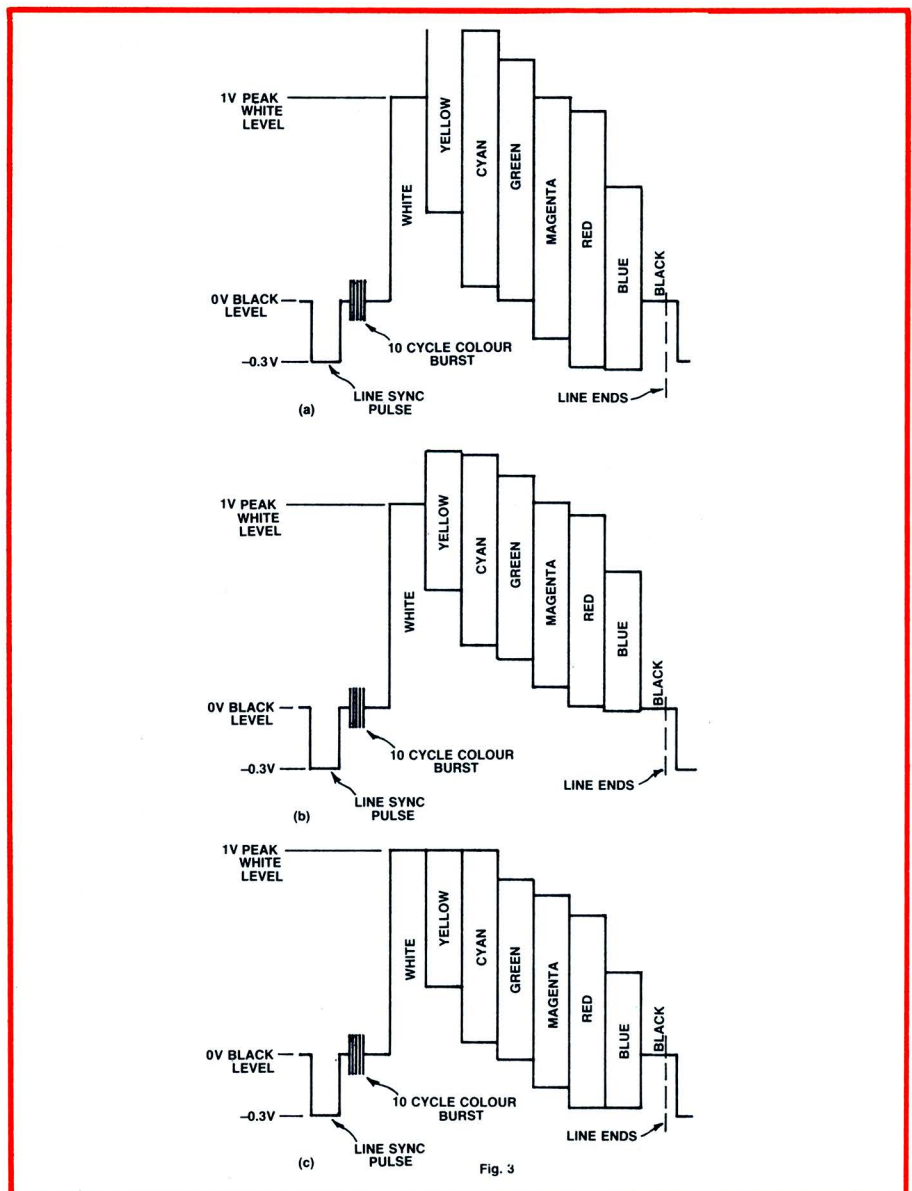 1V PEAK
WHITE
LEVEL
WHITE
YELLOW
CYAN
GREEN
MAGENTA
RED
BLUE
BLACK
0V BLACK
LEVEL
–0.3V
10 CYCLE COLOUR
BURST
LINE SYNC
PULSE
LINE ENDS
(a)
1V PEAK
WHITE
LEVEL
WHITE
YELLOW
CYAN
GREEN
MAGENTA
RED
BLUE
BLACK
0V BLACK
LEVEL
–0.3V
10 CYCLE COLOUR
BURST
LINE SYNC
PULSE
LINE ENDS
(b)
1V PEAK
WHITE
LEVEL
WHITE
YELLOW
CYAN
GREEN
MAGENTA
RED
BLUE
BLACK
0V BLACK
LEVEL
–0.3V
10 CYCLE COLOUR
BURST
LINE SYNC
PULSE
LINE ENDS
(c)
Fig. 3